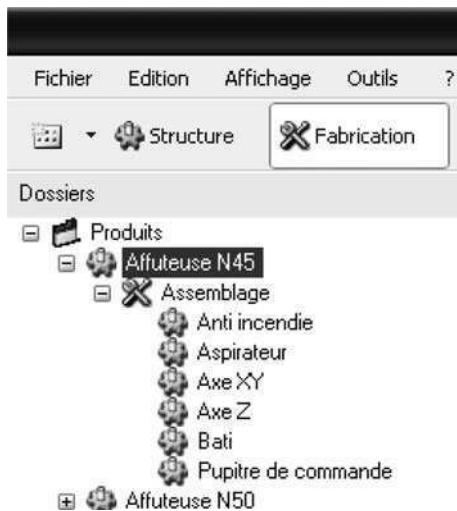 Fichier Edition Affichage Outils ?
Structure Fabrication
Dossiers
Produits
Affuteuse N45
Assemblage
Anti incendie
Aspirateur
Axe XY
Axe Z
Bati
Pupitre de commande
Affuteuse N50